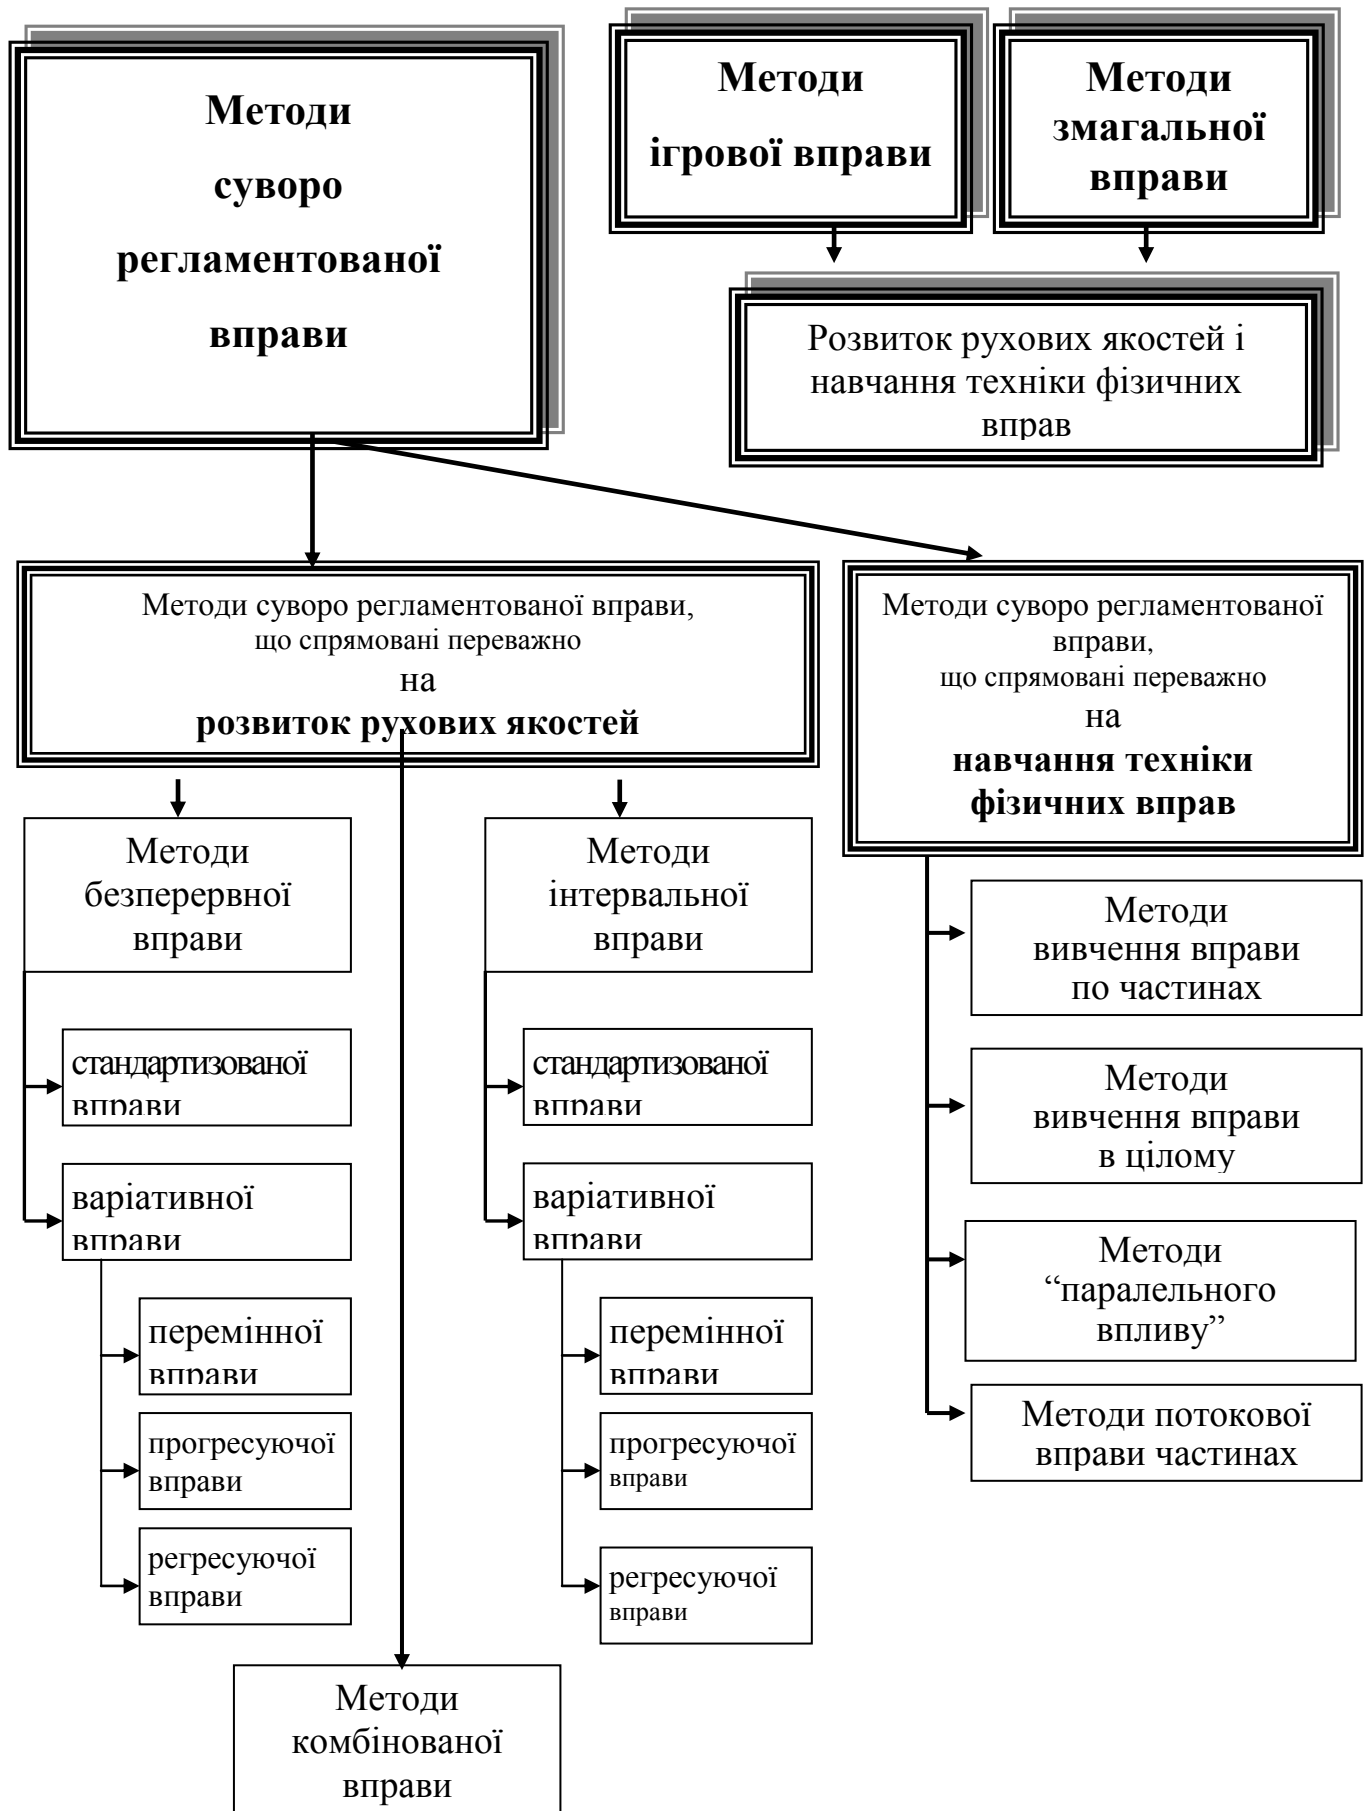 Методи
суворо
регламентованої
вправи
Методи
ігрової вправи
Методи
змагальної
вправи
Розвиток рухових якостей і
навчання техніки фізичних
вправ
Методи суворо регламентованої вправи,
що спрямовані переважно
на
розвиток рухових якостей
Методи суворо регламентованої
вправи,
що спрямовані переважно
на
навчання техніки
фізичних вправ
Методи
безперервної
вправи
стандартизованої
вправи
варіативної
вправи
перемінної
вправи
прогресуючої
вправи
регресуючої
вправи
Методи
інтервальної
вправи
стандартизованої
вправи
варіативної
вправи
перемінної
вправи
прогресуючої
вправи
регресуючої
вправи
Методи
вивчення вправи
по частинах
Методи
вивчення вправи
в цілому
Методи
“паралельного
впливу”
Методи потокової
вправи частинах
Методи
комбінованої
вправи